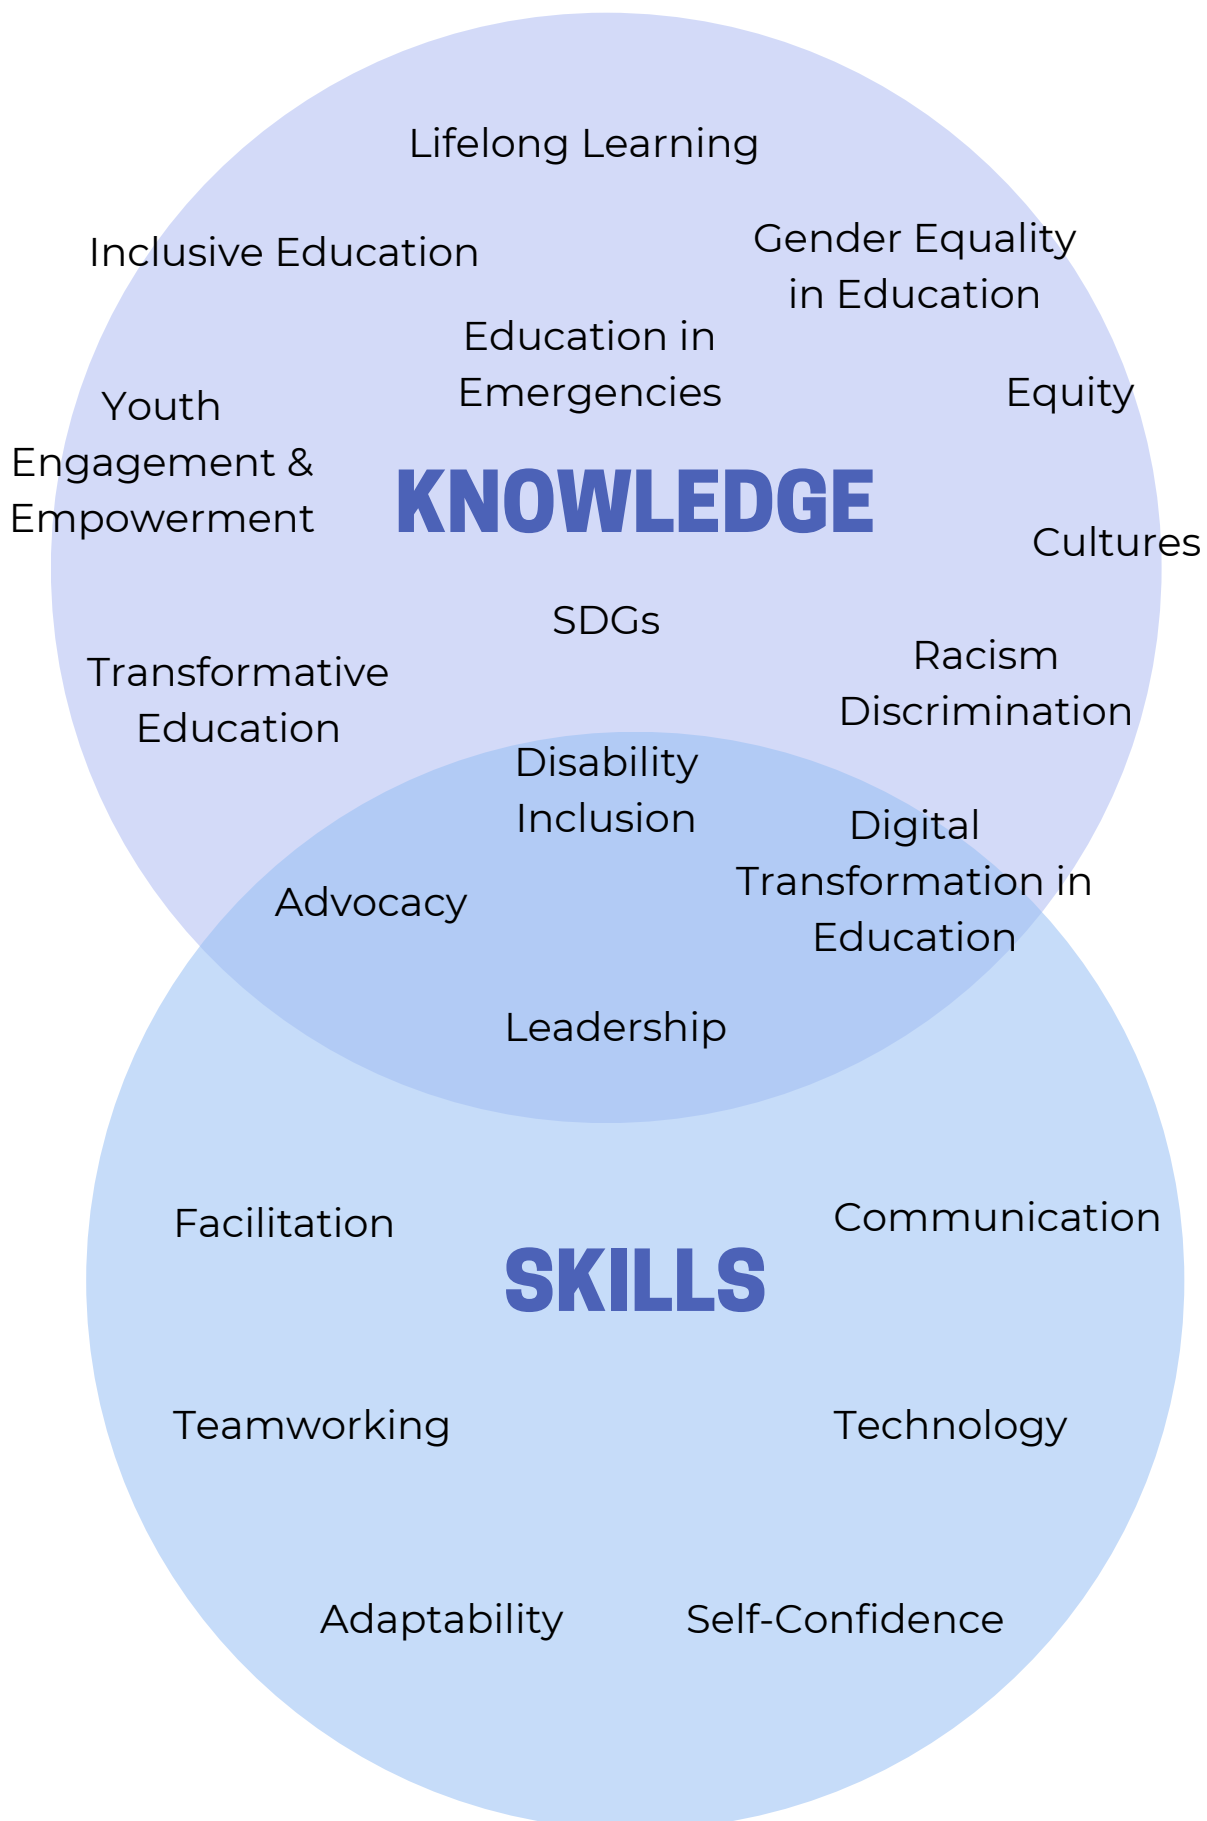 Lifelong Learning
Inclusive Education
Gender Equality
in Education
Education in
Emergencies
Equity
Youth
Engagement &
Empowerment
KNOWLEDGE
Cultures
SDGs
Racism
Discrimination
Transformative
Education
Disability
Inclusion
Digital
Transformation in
Education
Advocacy
Leadership
Facilitation
Communication
SKILLS
Teamworking
Technology
Adaptability
Self-Confidence